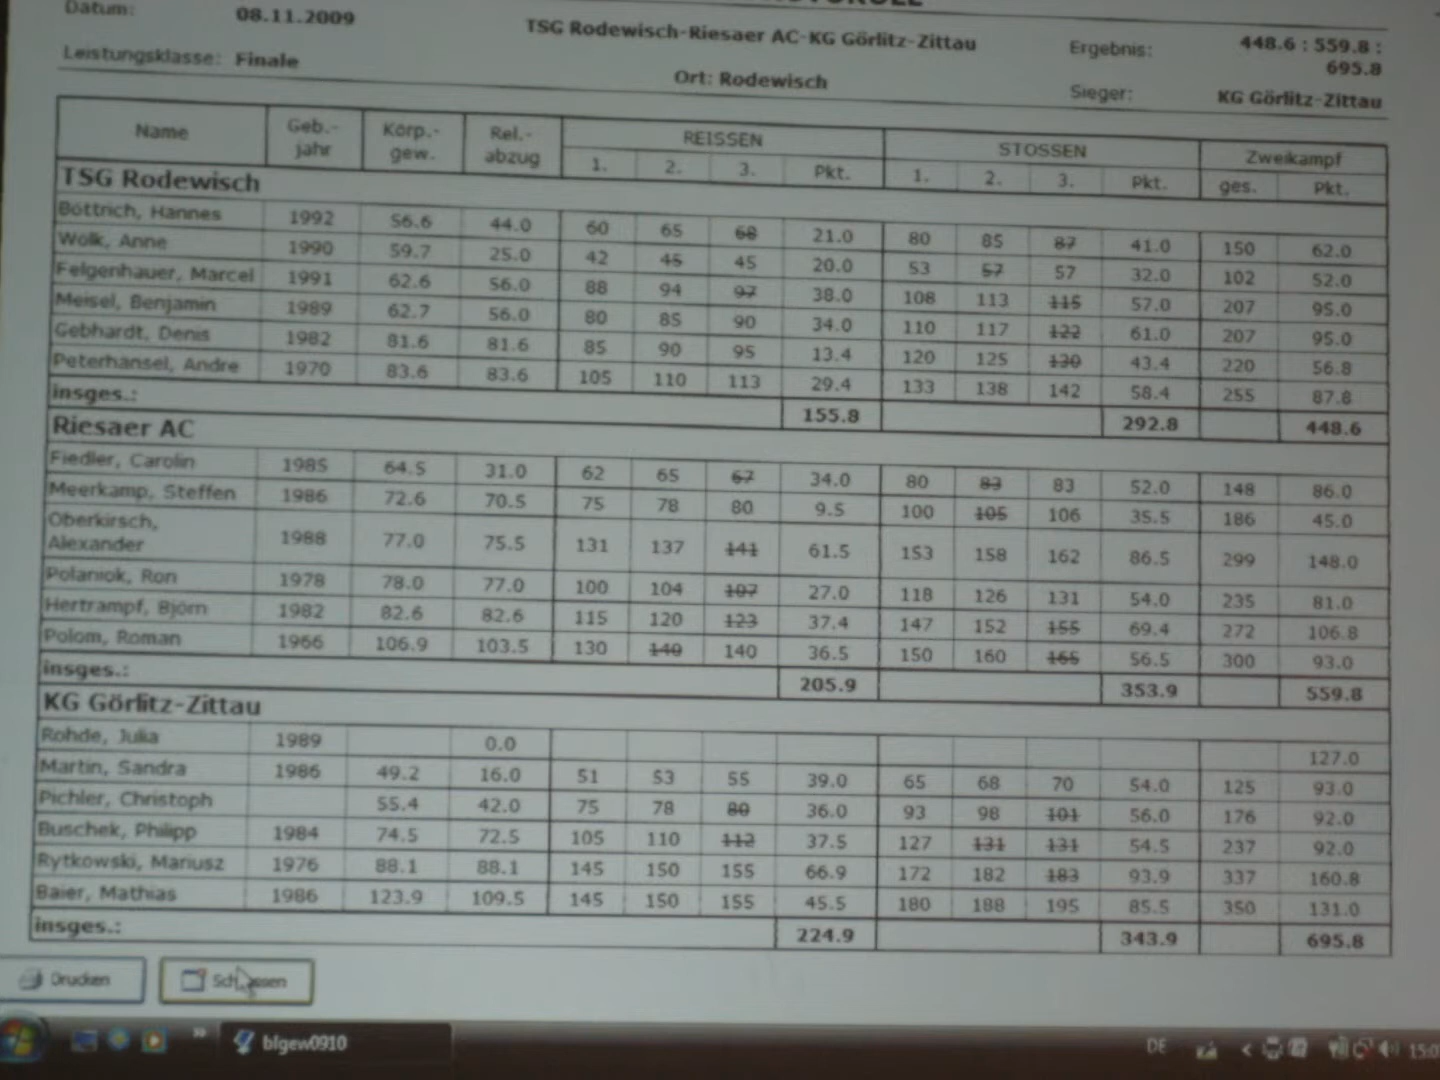 Datum: 08.11.2009 TSG Rodewisch-Riesaer AC-KG Görlitz-Zittau Ergebnis: 448.6 : 559.8 : 695.8
Leistungsklasse: Finale Ort: Rodewisch Sieger: KG Görlitz-Zittau
Name Geb.-jahr Körp.-gew. Rel.-abzug REISSEN STOSSEN Zweikampf
1. 2. 3. Pkt. 1. 2. 3. Pkt. ges. Pkt.
TSG Rodewisch
Böttrich, Hannes 1992 56.6 44.0 60 65 68 21.0 80 85 87 41.0 150 62.0
Wölk, Anne 1990 59.7 25.0 42 45 45 20.0 53 57 57 32.0 102 52.0
Felgenhauer, Marcel 1991 62.6 56.0 88 94 97 38.0 108 113 115 57.0 207 95.0
Meisel, Benjamin 1989 62.7 56.0 80 85 90 34.0 110 117 122 61.0 207 95.0
Gebhardt, Denis 1982 81.6 81.6 85 90 95 13.4 120 125 130 43.4 220 56.8
Peterhänsel, Andre 1970 83.6 83.6 105 110 113 29.4 133 138 142 58.4 255 87.8
insges.: 155.8 292.8 448.6
Riesaer AC
Fiedler, Carolin 1985 64.5 31.0 62 65 67 34.0 80 83 83 52.0 148 86.0
Meerkamp, Steffen 1986 72.6 70.5 75 78 80 9.5 100 105 106 35.5 186 45.0
Oberkirsch, Alexander 1988 77.0 75.5 131 137 141 61.5 153 158 162 86.5 299 148.0
Polaniok, Ron 1978 78.0 77.0 100 104 107 27.0 118 126 131 54.0 235 81.0
Hertrampf, Björn 1982 82.6 82.6 115 120 123 37.4 147 152 155 69.4 272 106.8
Polom, Roman 1966 106.9 103.5 130 140 140 36.5 150 160 165 56.5 300 93.0
insges.: 205.9 353.9 559.8
KG Görlitz-Zittau
Rohde, Julia 1989 0.0 127.0
Martin, Sandra 1986 49.2 16.0 51 53 55 39.0 65 68 70 54.0 125 93.0
Pichler, Christoph 55.4 42.0 75 78 80 36.0 93 98 101 56.0 176 92.0
Buschek, Philipp 1984 74.5 72.5 105 110 112 37.5 127 131 131 54.5 237 92.0
Rytkowski, Mariusz 1976 88.1 88.1 145 150 155 66.9 172 182 183 93.9 337 160.8
Baier, Mathias 1986 123.9 109.5 145 150 155 45.5 180 188 195 85.5 350 131.0
insges.: 224.9 343.9 695.8
Drucken
blgew0910 DE